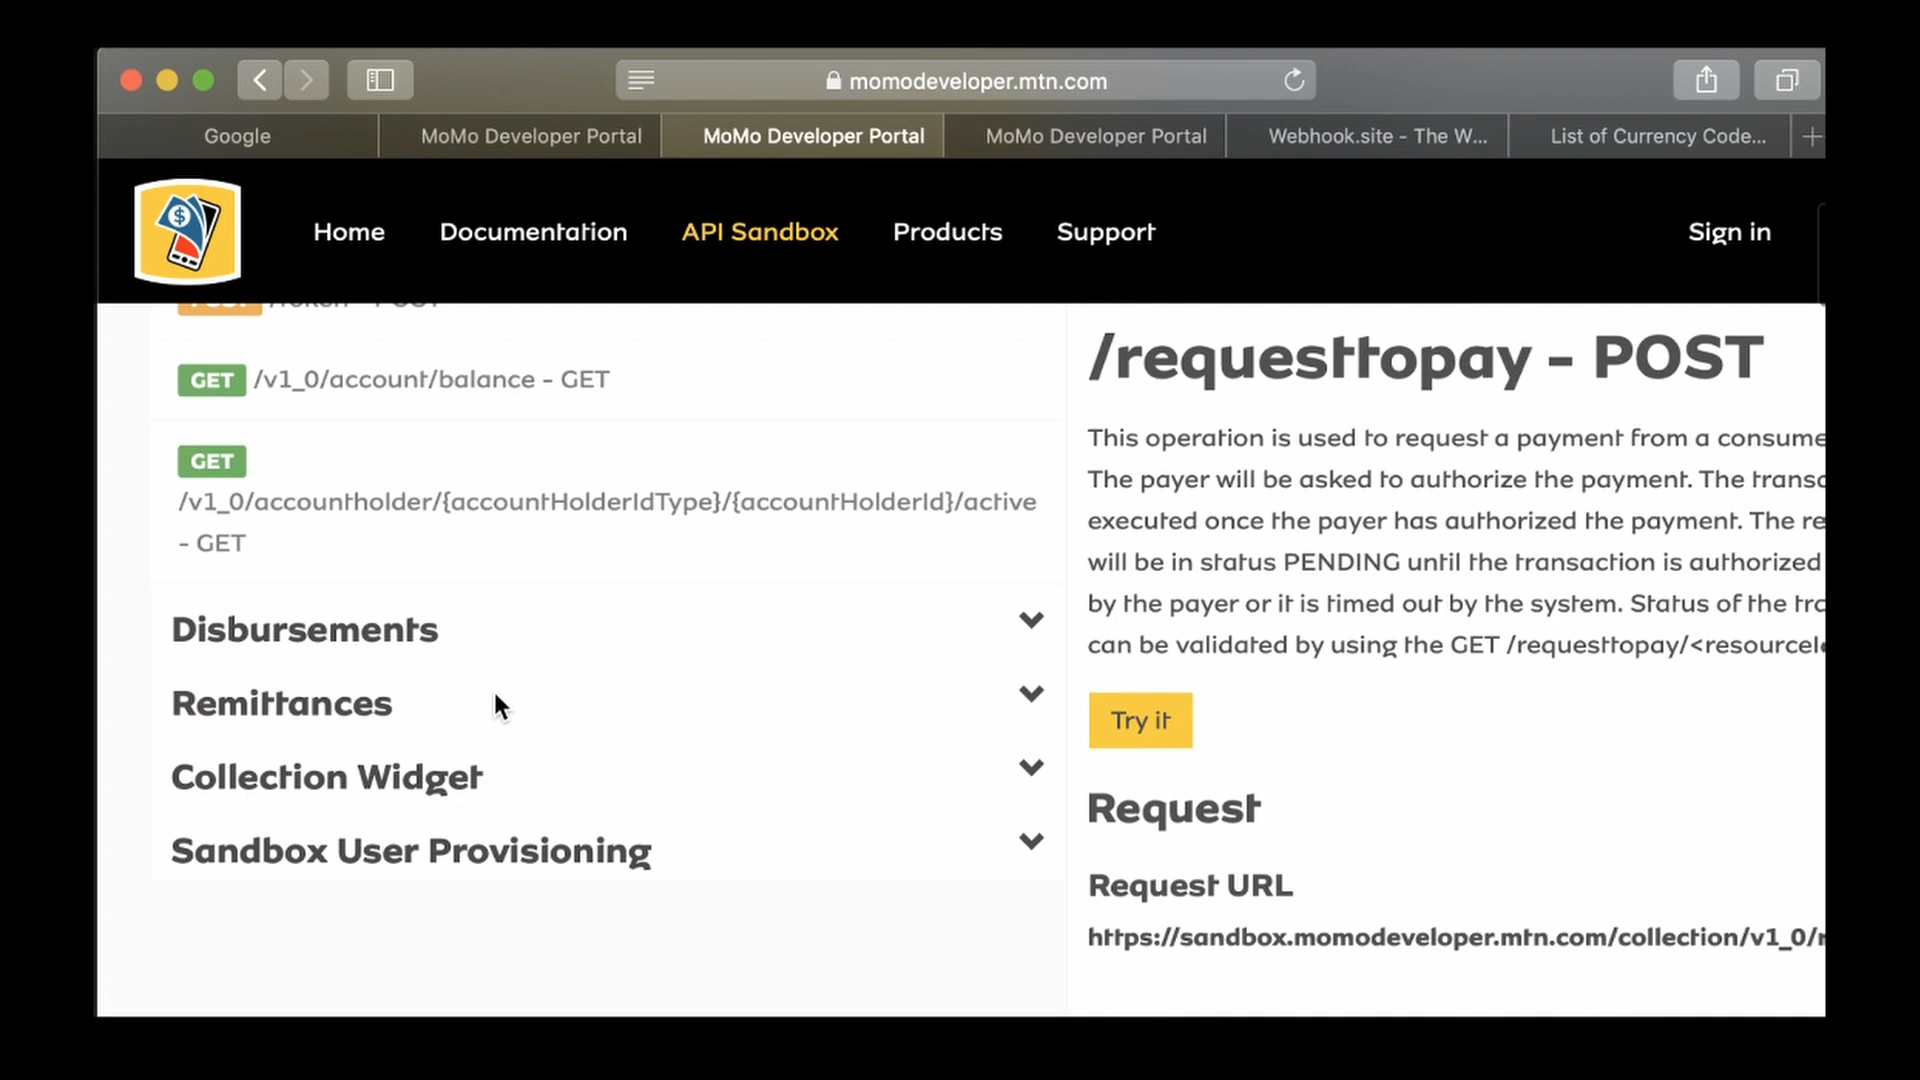 momodeveloper.mtn.com
Google
MoMo Developer Portal
MoMo Developer Portal
MoMo Developer Portal
Webhook.site - The W...
List of Currency Code...
$
Home
Documentation
API Sandbox
Products
Support
Sign in
GET /v1_0/account/balance - GET
GET
/v1_0/accountholder/{accountHolderIdType}/{accountHolderId}/active
- GET
Disbursements
Remittances
Collection Widget
Sandbox User Provisioning
/requesttopay - POST
This operation is used to request a payment from a consume
The payer will be asked to authorize the payment. The transa
executed once the payer has authorized the payment. The re
will be in status PENDING until the transaction is authorized
by the payer or it is timed out by the system. Status of the tra
can be validated by using the GET /requesttopay/<resourceI
Try it
Request
Request URL
https://sandbox.momodeveloper.mtn.com/collection/v1_0/r